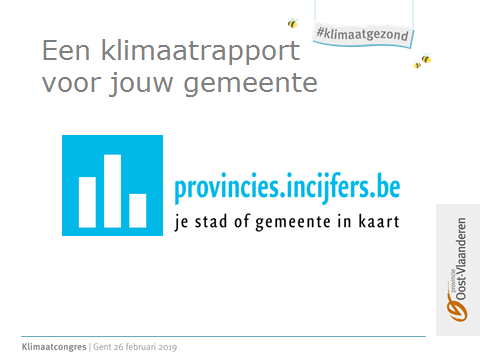 #klimaatgezond
Een klimaatrapport
voor jouw gemeente
provincies.incijfers.be
je stad of gemeente in kaart
provincie
Oost-Vlaanderen
Klimaatcongres | Gent 26 februari 2019